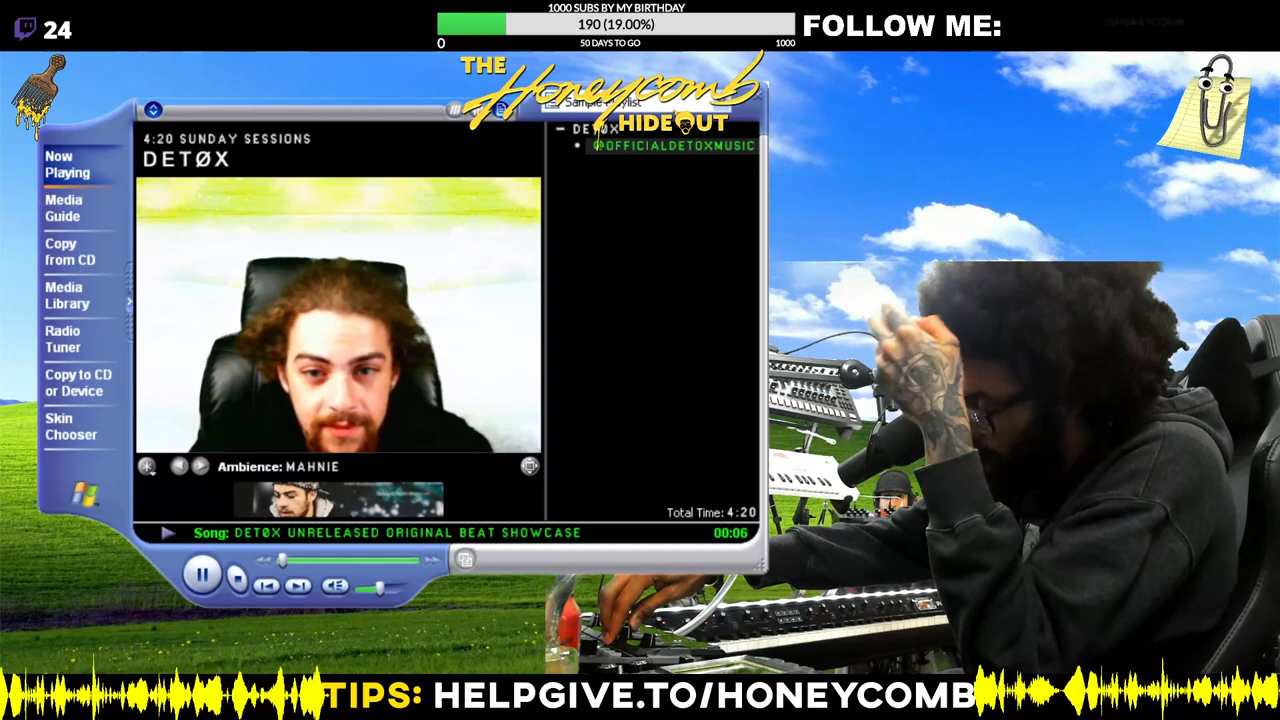 24
1000 SUBS BY MY BIRTHDAY
190 (19.00%)
0
50 DAYS TO GO
1000
FOLLOW ME:
THE
Honeycomb
HIDEOUT
Sample Playlist
4:20 SUNDAY SESSIONS
DETØX
DETØX
@OFFICIALDETOXMUSIC
Now
Playing
Media
Guide
Copy
from CD
Media
Library
Radio
Tuner
Copy to CD
or Device
Skin
Chooser
Ambience: MAHNIE
Total Time: 4:20
Song: DETØX UNRELEASED ORIGINAL BEAT SHOWCASE
00:06
TIPS: HELPGIVE.TO/HONEYCOMB